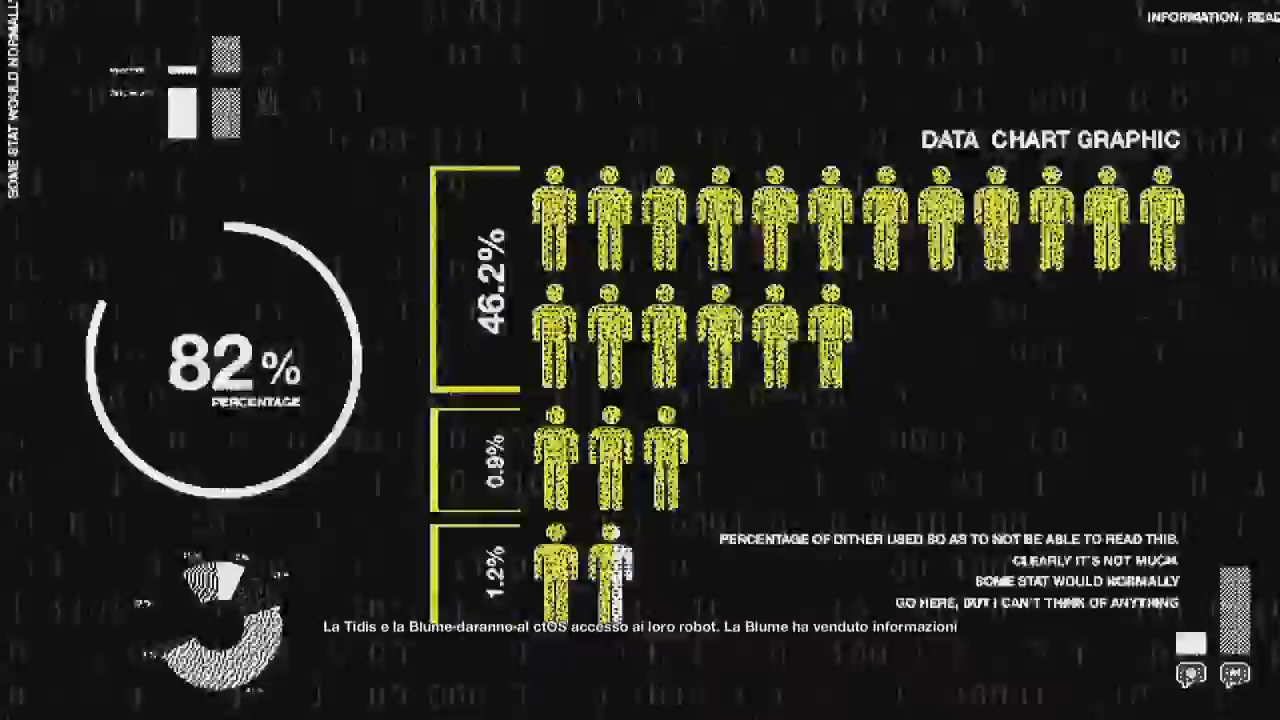 SOME STAT WOULD NORMALLY
INFORMATION, READ
DATA CHART GRAPHIC
46.2%
82%
PERCENTAGE
0.9%
1.2%
PERCENTAGE OF DITHER USED SO AS TO NOT BE ABLE TO READ THIS.
CLEARLY IT'S NOT MUCH.
SOME STAT WOULD NORMALLY
GO HERE, BUT I CAN'T THINK OF ANYTHING
La Tidis e la Blume daranno al ctOS accesso ai loro robot. La Blume ha venduto informazioni